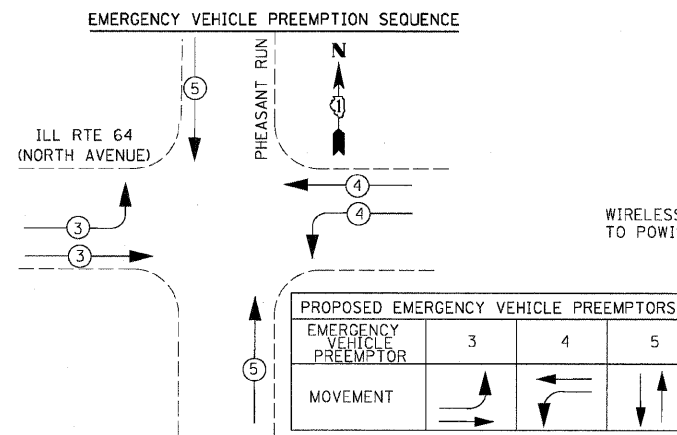 EMERGENCY VEHICLE PREEMPTION SEQUENCE
5
PHEASANT RUN
N
1
ILL RTE 64
(NORTH AVENUE)
4
4
3
3
5
WIRELESS
TO POWI
PROPOSED EMERGENCY VEHICLE PREEMPTORS
EMERGENCY
VEHICLE
PREEMPTOR
3
4
5
MOVEMENT